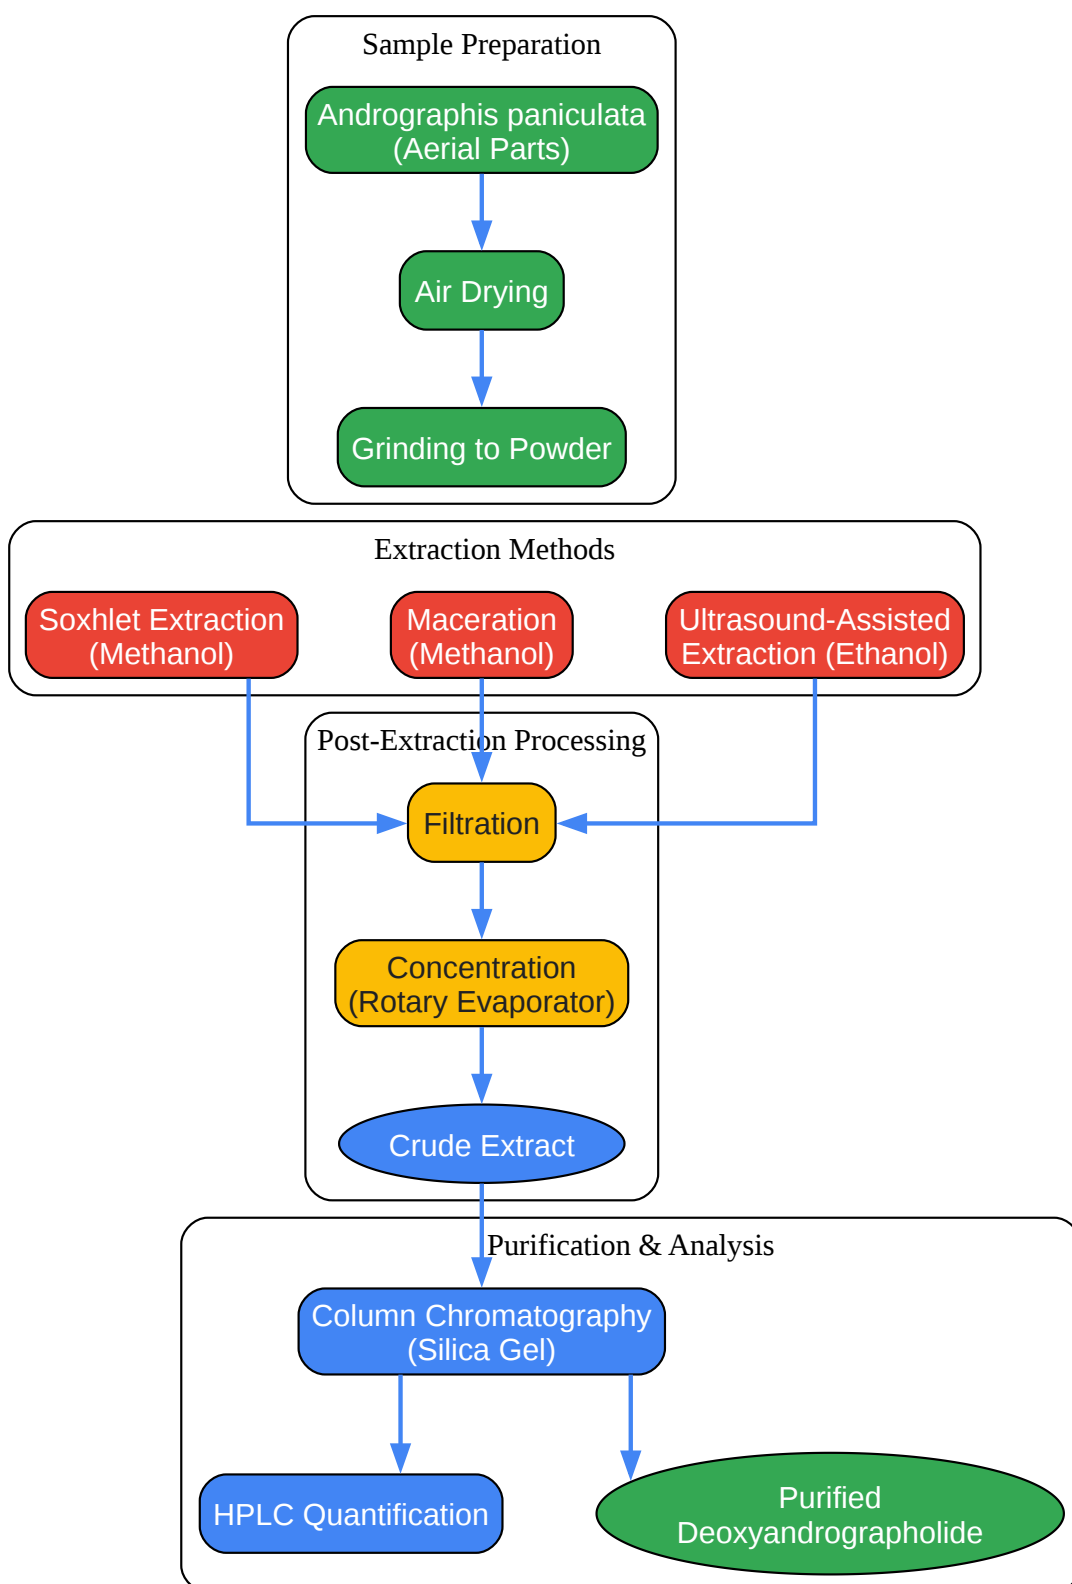 Sample Preparation
Andrographis paniculata
(Aerial Parts)
Air Drying
Grinding to Powder
Extraction Methods
Soxhlet Extraction
(Methanol)
Maceration
(Methanol)
Ultrasound-Assisted
Extraction (Ethanol)
Post-Extraction Processing
Filtration
Concentration
(Rotary Evaporator)
Crude Extract
Purification & Analysis
Column Chromatography
(Silica Gel)
HPLC Quantification
Purified
Deoxyandrographolide